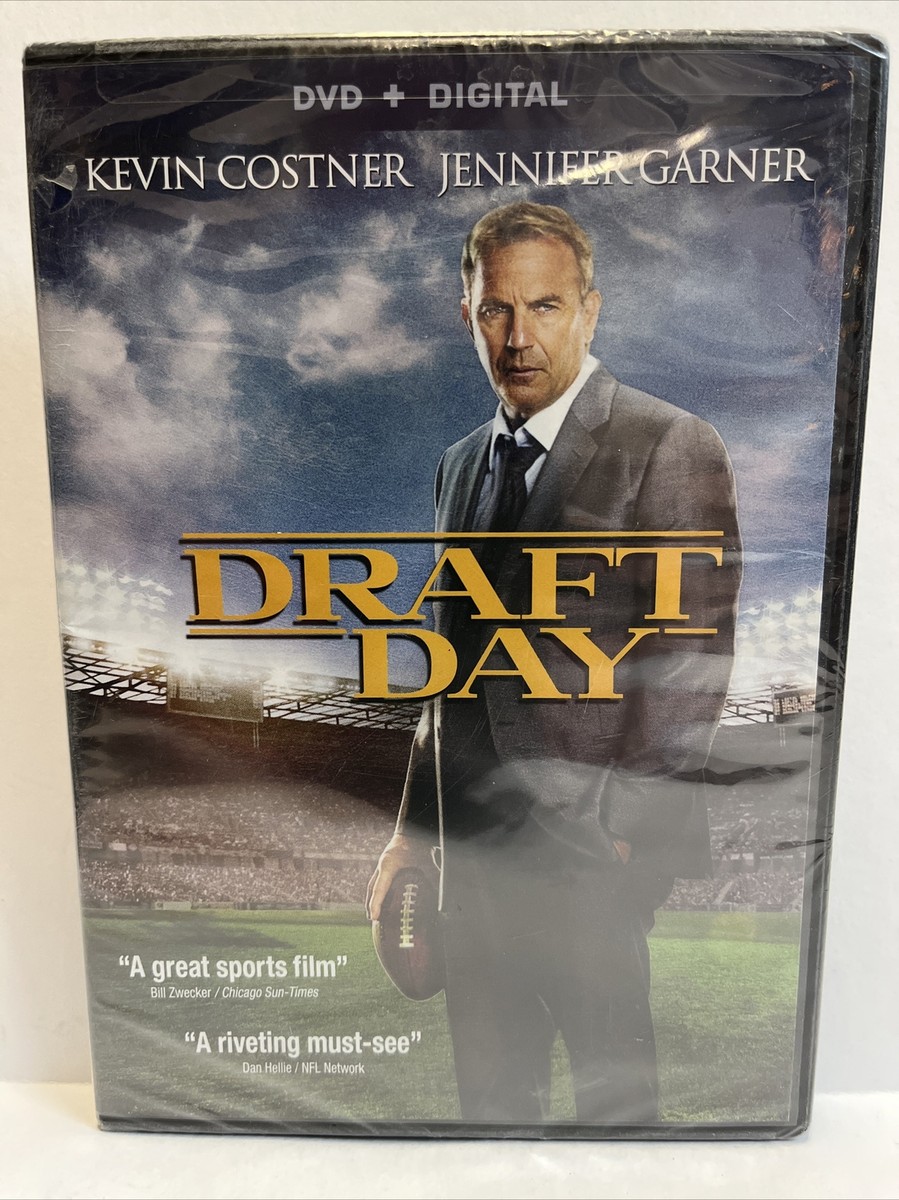 DVD + DIGITAL
KEVIN COSTNER JENNIFER GARNER
DRAFT
DAY
“A great sports film”
Bill Zwecker / Chicago Sun-Times
“A riveting must-see”
Dan Hellie / NFL Network